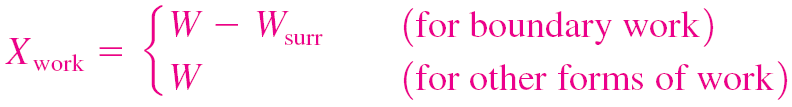 X_work = { W − W_surr (for boundary work)
W (for other forms of work)